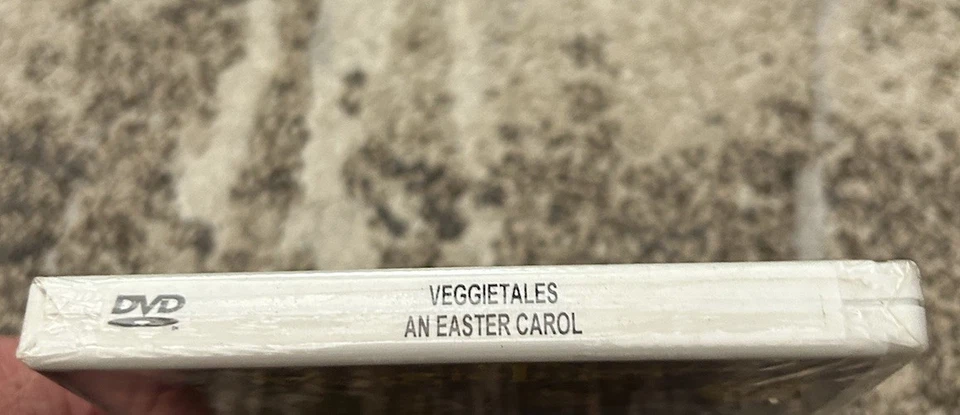 DVD
VEGGIETALES
AN EASTER CAROL